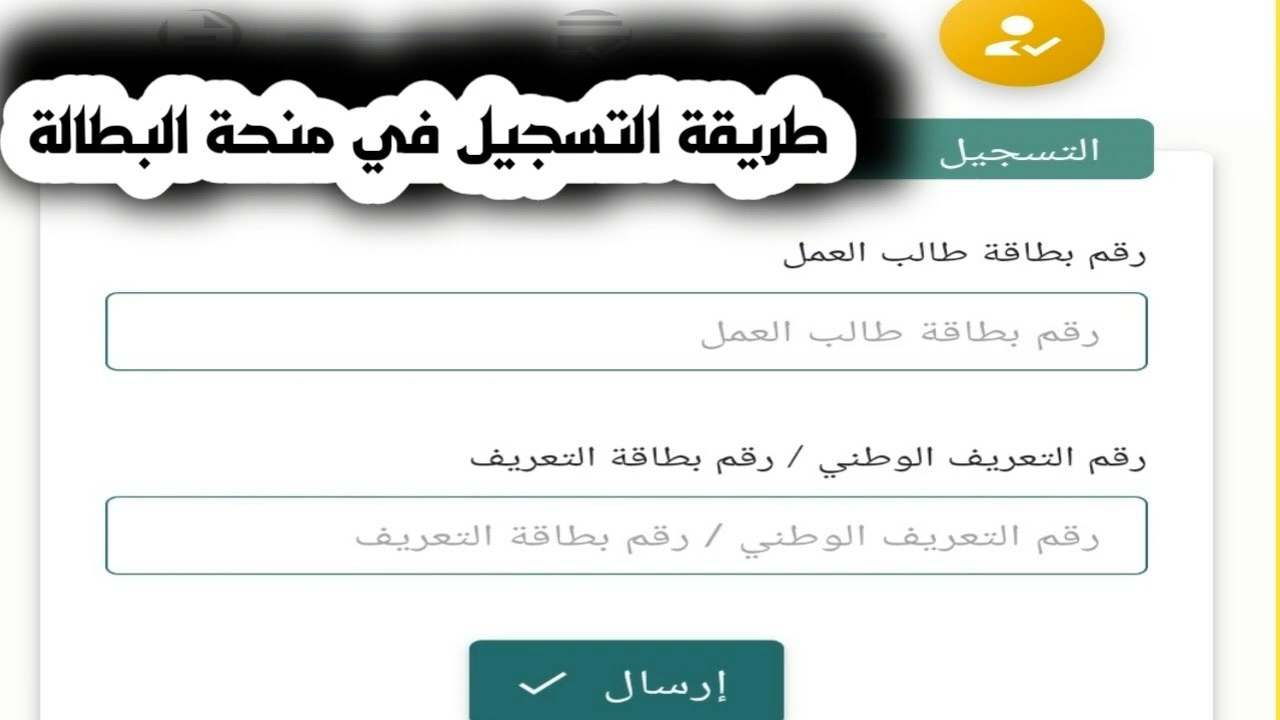 طريقة التسجيل في منحة البطالة
التسجيل
رقم بطاقة طالب العمل
رقم بطاقة طالب العمل
رقم التعريف الوطني / رقم بطاقة التعريف
رقم التعريف الوطني / رقم بطاقة التعريف
إرسال